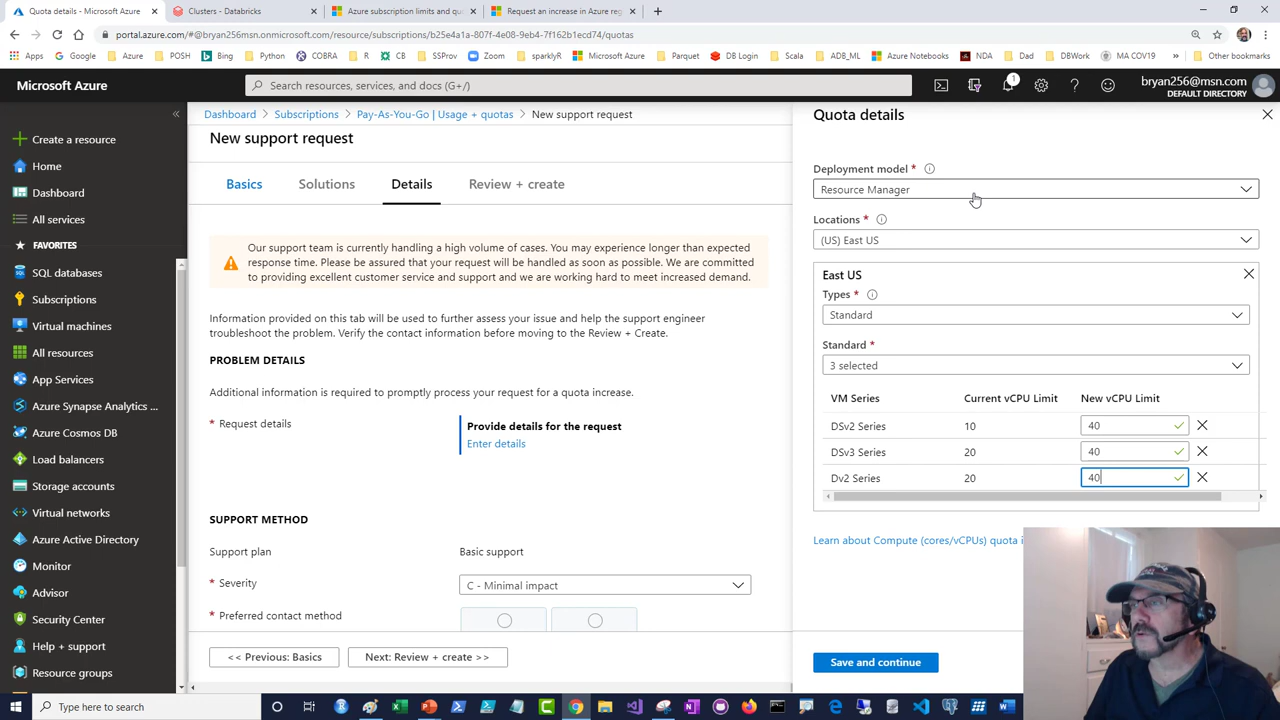 Quota details - Microsoft Azure
Clusters - Databricks
Azure subscription limits and quo
Request an increase in Azure reg
portal.azure.com/#@bryan256msn.onmicrosoft.com/resource/subscriptions/b25e4a1a-807f-4e08-9eb4-7f162b1ecd74/quotas
Apps
Google
Azure
POSH
Bing
Python
COBRA
R
CB
SSProv
Zoom
sparklyR
Microsoft Azure
Parquet
DB Login
Scala
ADB_ML
Azure Notebooks
NDA
Dad
DBWork
MA COV19
»
Other bookmarks
Microsoft Azure
Search resources, services, and docs (G+/)
1
bryan256@msn.com
DEFAULT DIRECTORY
Create a resource
Home
Dashboard
All services
FAVORITES
SQL databases
Subscriptions
Virtual machines
All resources
App Services
Azure Synapse Analytics ...
Azure Cosmos DB
Load balancers
Storage accounts
Virtual networks
Azure Active Directory
Monitor
Advisor
Security Center
Help + support
Resource groups
Dashboard > Subscriptions > Pay-As-You-Go | Usage + quotas > New support request
New support request
Basics
Solutions
Details
Review + create
Our support team is currently handling a high volume of cases. You may experience longer than expected
response time. Please be assured that your request will be handled as soon as possible. We are committed
to providing excellent customer service and support and we are working hard to meet increased demand.
Information provided on this tab will be used to further assess your issue and help the support engineer
troubleshoot the problem. Verify the contact information before moving to the Review + Create.
PROBLEM DETAILS
Additional information is required to promptly process your request for a quota increase.
* Request details
Provide details for the request
Enter details
SUPPORT METHOD
Support plan
Basic support
* Severity
C - Minimal impact
* Preferred contact method
<< Previous: Basics
Next: Review + create >>
Quota details
Deployment model *
Resource Manager
Locations *
(US) East US
East US
Types *
Standard
Standard *
3 selected
VM Series Current vCPU Limit New vCPU Limit
DSv2 Series 10 40
DSv3 Series 20 40
Dv2 Series 20 40
Learn about Compute (cores/vCPUs) quota i
Save and continue
Type here to search